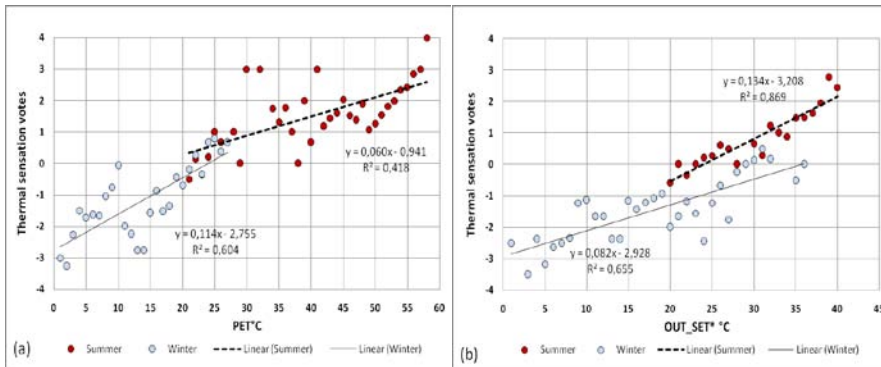 Thermal sensation votes
4
3
2
1
0
-1
-2
-3
-4
y = 0,060x - 0,941
R² = 0,418
y = 0,114x - 2,755
R² = 0,604
0 5 10 15 20 25 30 35 40 45 50 55 60
PET°C
(a)
Summer Winter Linear (Summer) Linear (Winter)
Thermal sensation votes
4
3
2
1
0
-1
-2
-3
-4
y = 0,134x - 3,208
R² = 0,869
y = 0,082x - 2,928
R² = 0,655
0 5 10 15 20 25 30 35 40 45
OUT_SET* °C
(b)
Summer Winter Linear (Summer) Linear (Winter)